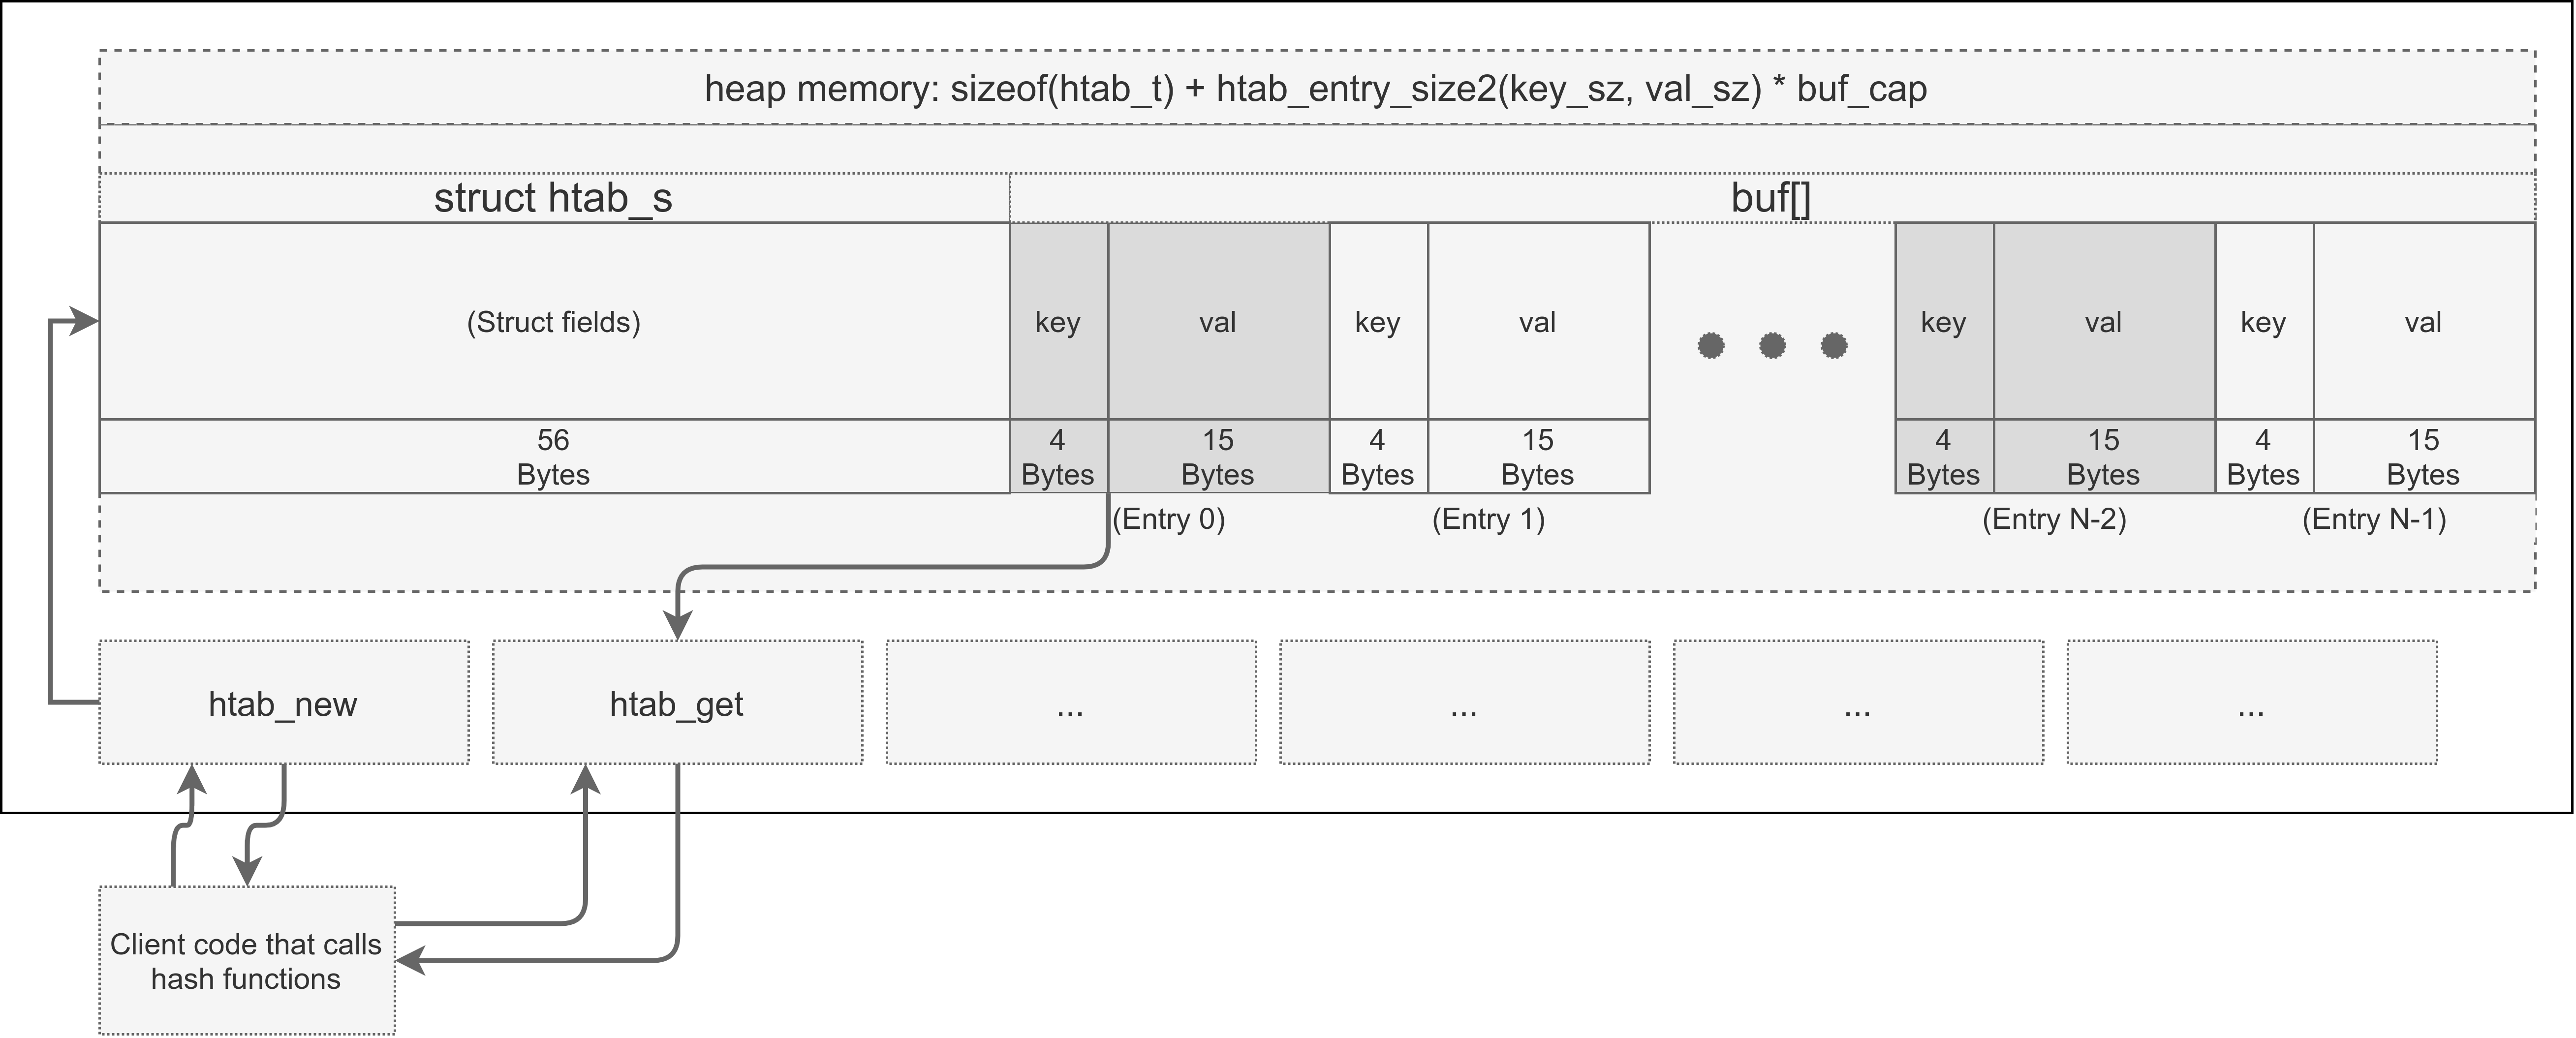 heap memory: sizeof(htab_t) + htab_entry_size2(key_sz, val_sz) * buf_cap
struct htab_s
buf[]
(Struct fields)
key
val
key
val
key
val
key
val
56
Bytes
4
Bytes
15
Bytes
4
Bytes
15
Bytes
4
Bytes
15
Bytes
4
Bytes
15
Bytes
(Entry 0)
(Entry 1)
(Entry N-2)
(Entry N-1)
htab_new
htab_get
...
...
...
...
Client code that calls
hash functions